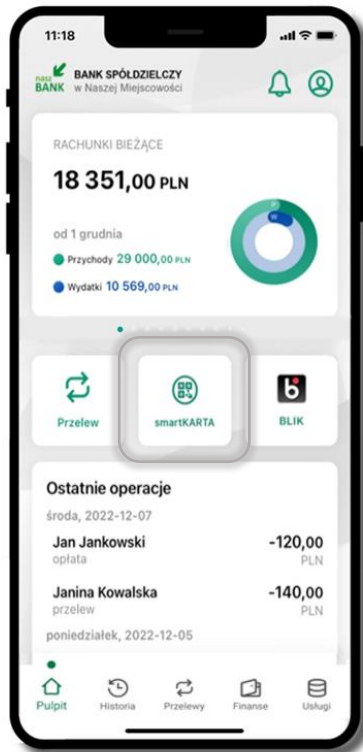 11:18
nasz BANK
BANK SPÓŁDZIELCZY
w Naszej Miejscowości
RACHUNKI BIEŻĄCE
18 351,00 PLN
od 1 grudnia
Przychody 29 000,00 PLN
Wydatki 10 569,00 PLN
P
W
Przelew
smartKARTA
BLIK
Ostatnie operacje
środa, 2022-12-07
Jan Jankowski -120,00
opłata PLN
Janina Kowalska -140,00
przelew PLN
poniedziałek, 2022-12-05
Pulpit Historia Przelewy Finanse Usługi